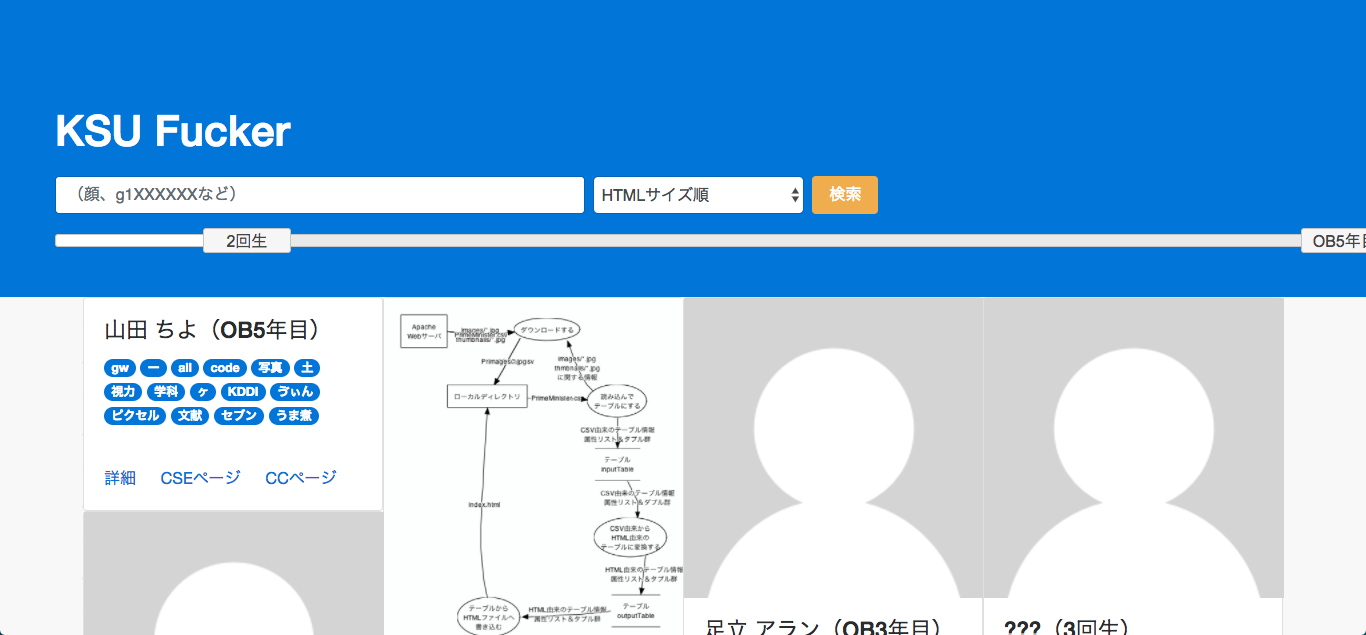 KSU Fucker
（顔、g1XXXXXXなど）
HTMLサイズ順
検索
2回生
OB5年目
山田 ちよ（OB5年目）
gw ー all code 写真 土
視力 学科 ヶ KDDI うぃん
ピクセル 文献 セブン うま煮
詳細 CSEページ CCページ
Apache
Webサーバ
images/*.jpg
PrimeMinister.csv
thumbnails/*.jpg
ダウンロードする
images/*.jpg
thmbnails/*.jpg
に関する情報
ローカルディレクトリ
読み込んで
テーブルにする
CSV由来のテーブル情報
属性リスト＆タプル群
テーブル
inputTable
CSV由来のテーブル情報
属性リスト＆タプル群
index.html
CSV由来から
HTML由来の
テーブルに変換する
HTML由来のテーブル情報
属性リスト＆タプル群
テーブルから
HTMLファイルへ
書き込む
HTML由来のテーブル情報
属性リスト＆タプル群
テーブル
outputTable
足立 アラン（OB3年目）
???（3回生）